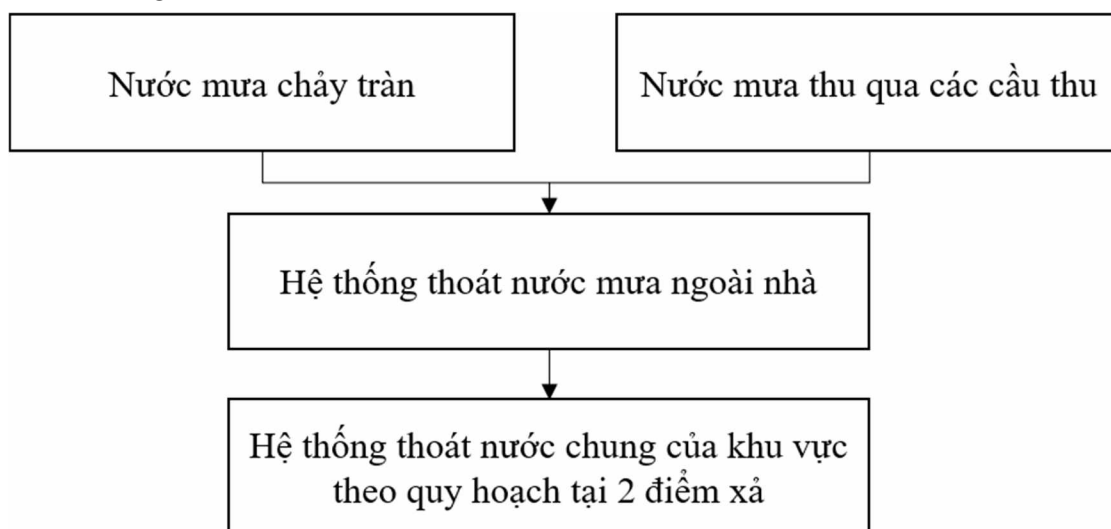 Nước mưa chảy tràn
Nước mưa thu qua các cầu thu
Hệ thống thoát nước mưa ngoài nhà
Hệ thống thoát nước chung của khu vực
theo quy hoạch tại 2 điểm xả